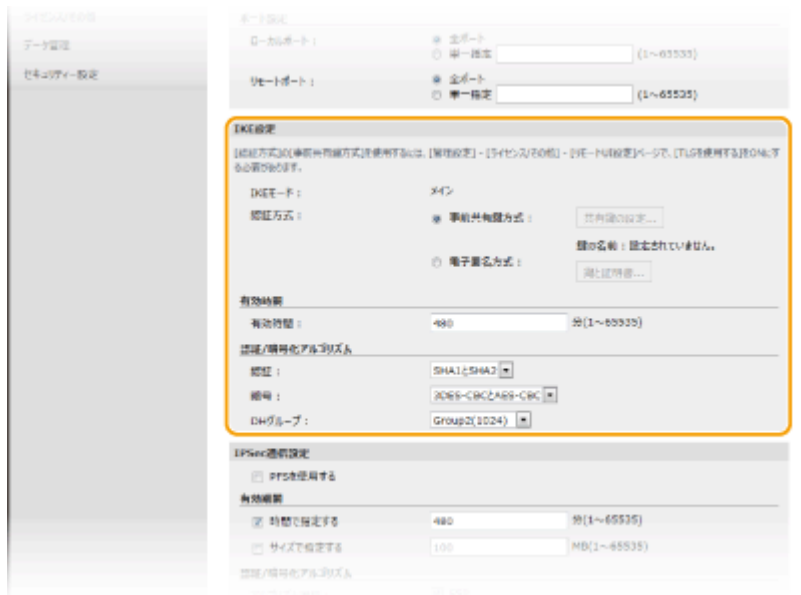 ライセンス/その他
データ管理
セキュリティー設定
ポート設定
ローカルポート：
全ポート
単一指定 (1～65535)
リモートポート：
全ポート
単一指定 (1～65535)
IKE設定
[認証方式]の[事前共有鍵方式]を使用するには、[管理設定] - [ライセンス/その他] - [リモートUI設定]ページで、[TLSを使用する]をONにす
る必要があります。
IKEモード： メイン
認証方式：
事前共有鍵方式： 共有鍵の設定...
鍵の名前：設定されていません。
電子署名方式：
鍵と証明書...
有効時間
有効時間： 480 分(1～65535)
認証/暗号化アルゴリズム
認証： SHA1とSHA2
暗号： 3DES-CBCとAES-CBC
DHグループ： Group2(1024)
IPSec通信設定
PFSを使用する
有効期間
時間で指定する 480 分(1～65535)
サイズで指定する 100 MB(1～65535)
認証/暗号化アルゴリズム